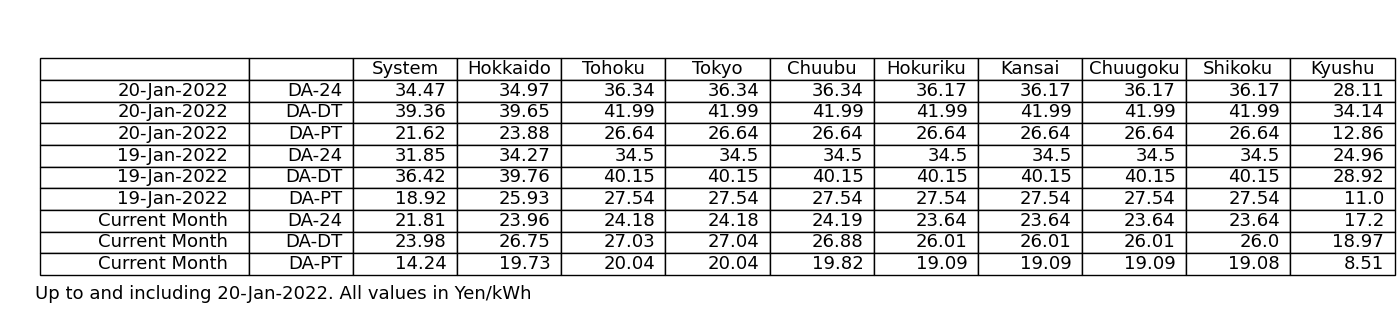 System Hokkaido Tohoku Tokyo Chuubu Hokuriku Kansai Chuugoku Shikoku Kyushu
20-Jan-2022 DA-24 34.47 34.97 36.34 36.34 36.34 36.17 36.17 36.17 36.17 28.11
20-Jan-2022 DA-DT 39.36 39.65 41.99 41.99 41.99 41.99 41.99 41.99 41.99 34.14
20-Jan-2022 DA-PT 21.62 23.88 26.64 26.64 26.64 26.64 26.64 26.64 26.64 12.86
19-Jan-2022 DA-24 31.85 34.27 34.5 34.5 34.5 34.5 34.5 34.5 34.5 24.96
19-Jan-2022 DA-DT 36.42 39.76 40.15 40.15 40.15 40.15 40.15 40.15 40.15 28.92
19-Jan-2022 DA-PT 18.92 25.93 27.54 27.54 27.54 27.54 27.54 27.54 27.54 11.0
Current Month DA-24 21.81 23.96 24.18 24.18 24.19 23.64 23.64 23.64 23.64 17.2
Current Month DA-DT 23.98 26.75 27.03 27.04 26.88 26.01 26.01 26.01 26.0 18.97
Current Month DA-PT 14.24 19.73 20.04 20.04 19.82 19.09 19.09 19.09 19.08 8.51
Up to and including 20-Jan-2022. All values in Yen/kWh